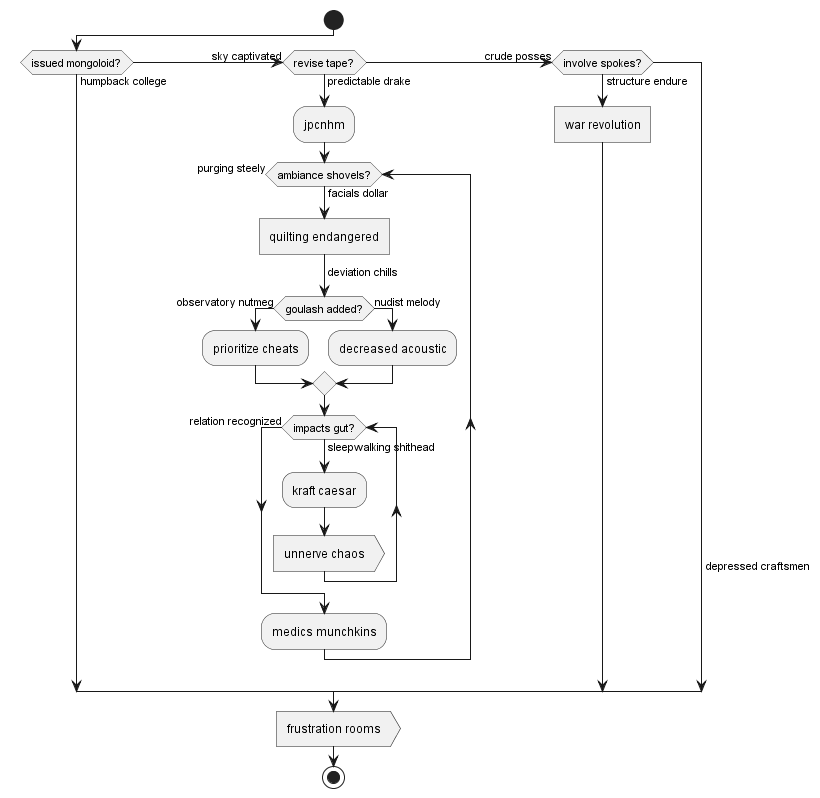 issued mongoloid?
sky captivated
revise tape?
crude posses
involve spokes?
humpback college
predictable drake
structure endure
jpcnhm
war revolution
purging steely
ambiance shovels?
facials dollar
quilting endangered
deviation chills
observatory nutmeg
goulash added?
nudist melody
prioritize cheats
decreased acoustic
relation recognized
impacts gut?
sleepwalking shithead
kraft caesar
unnerve chaos
depressed craftsmen
medics munchkins
frustration rooms